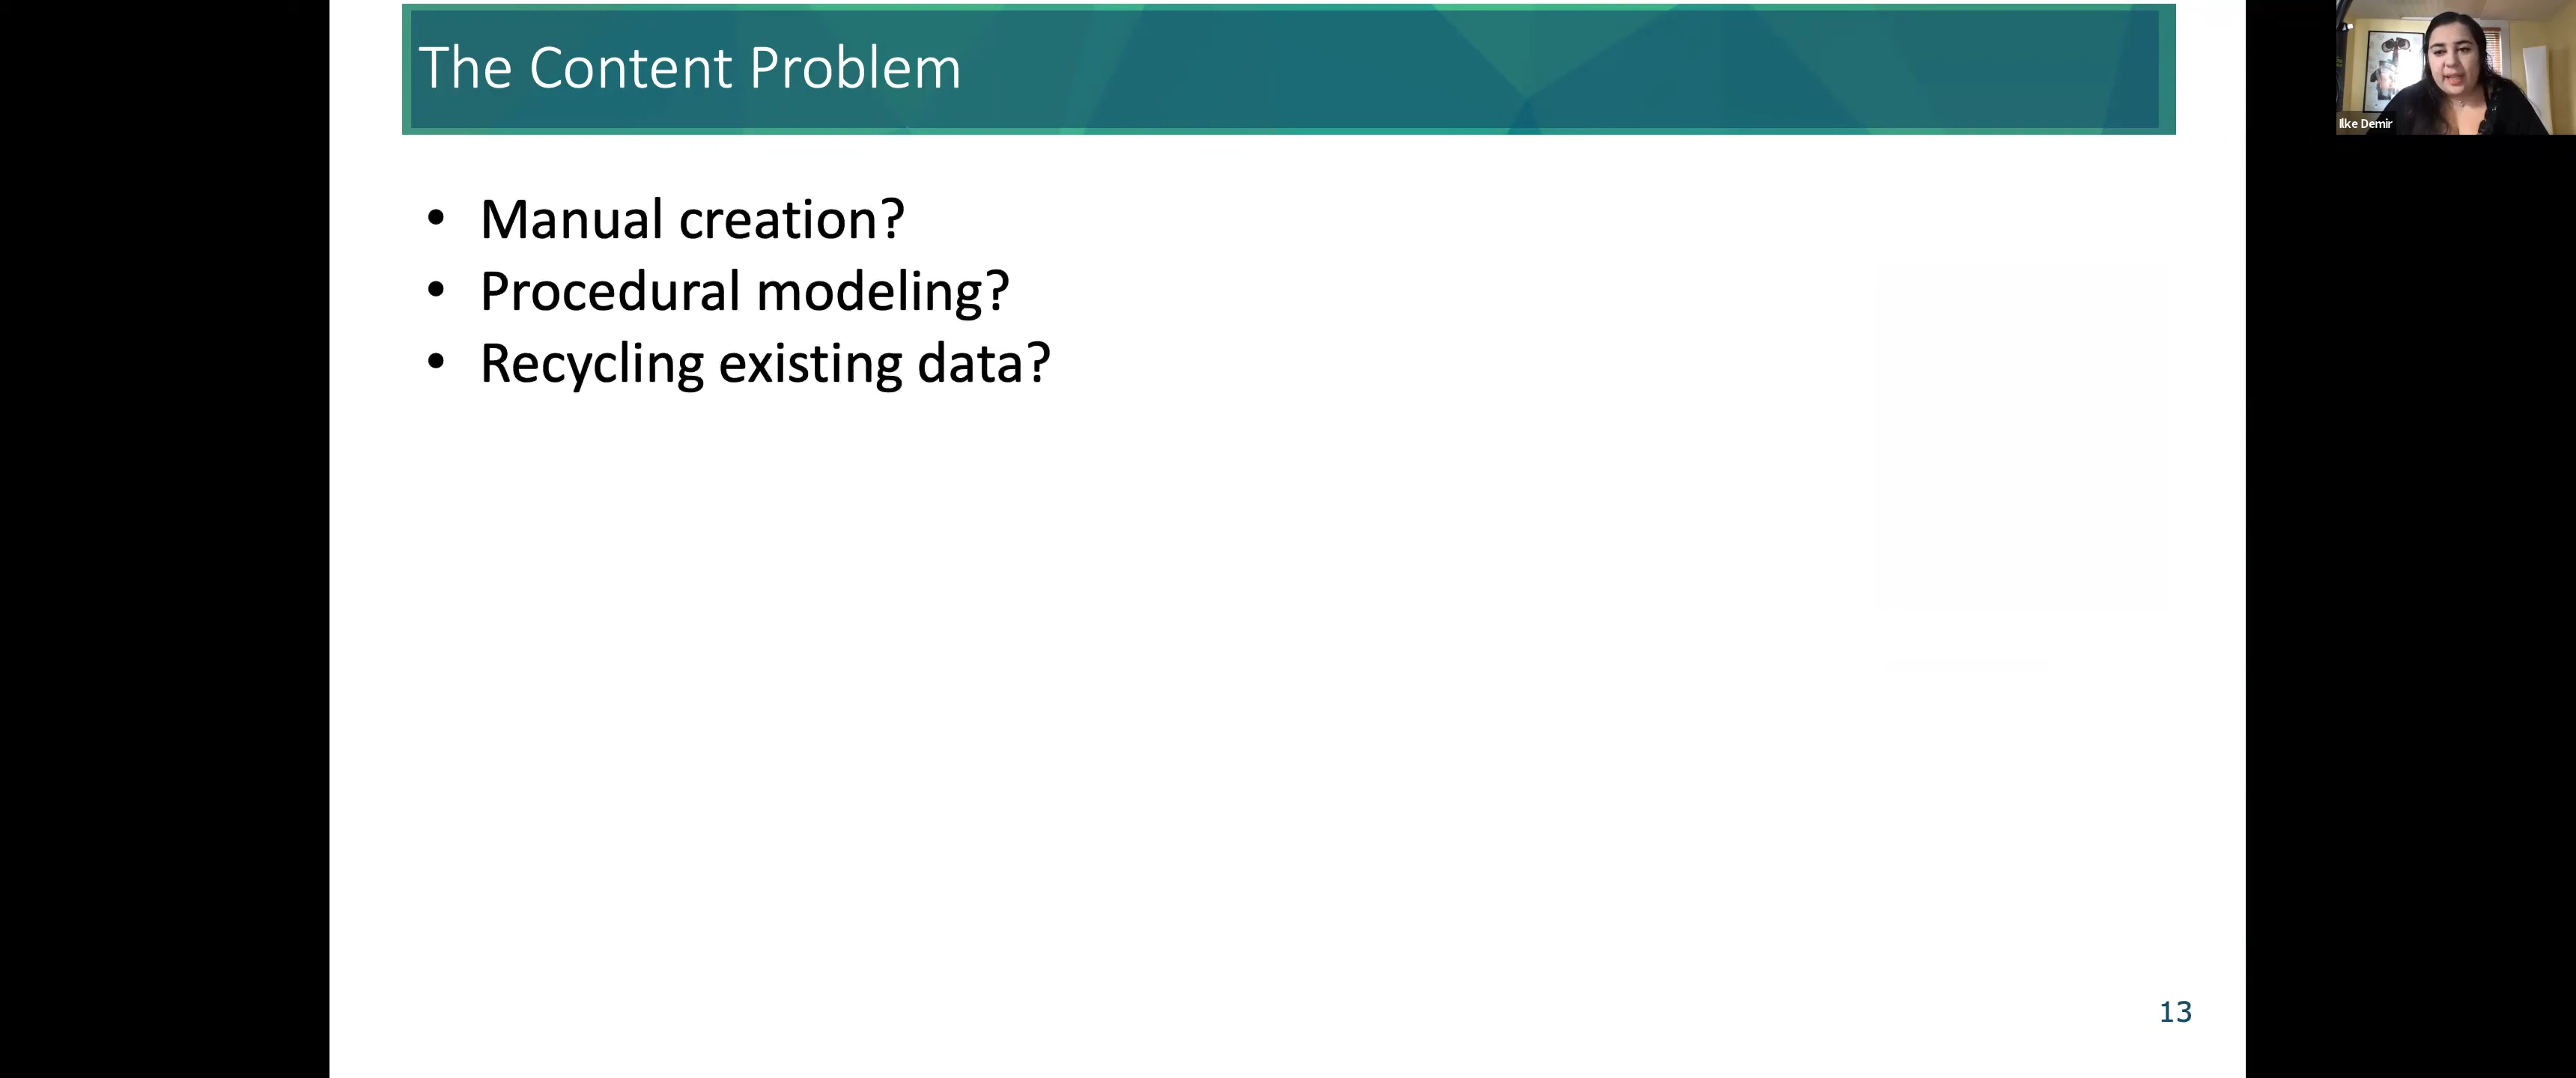 The Content Problem
Ilke Demir
• Manual creation?
• Procedural modeling?
• Recycling existing data?
13